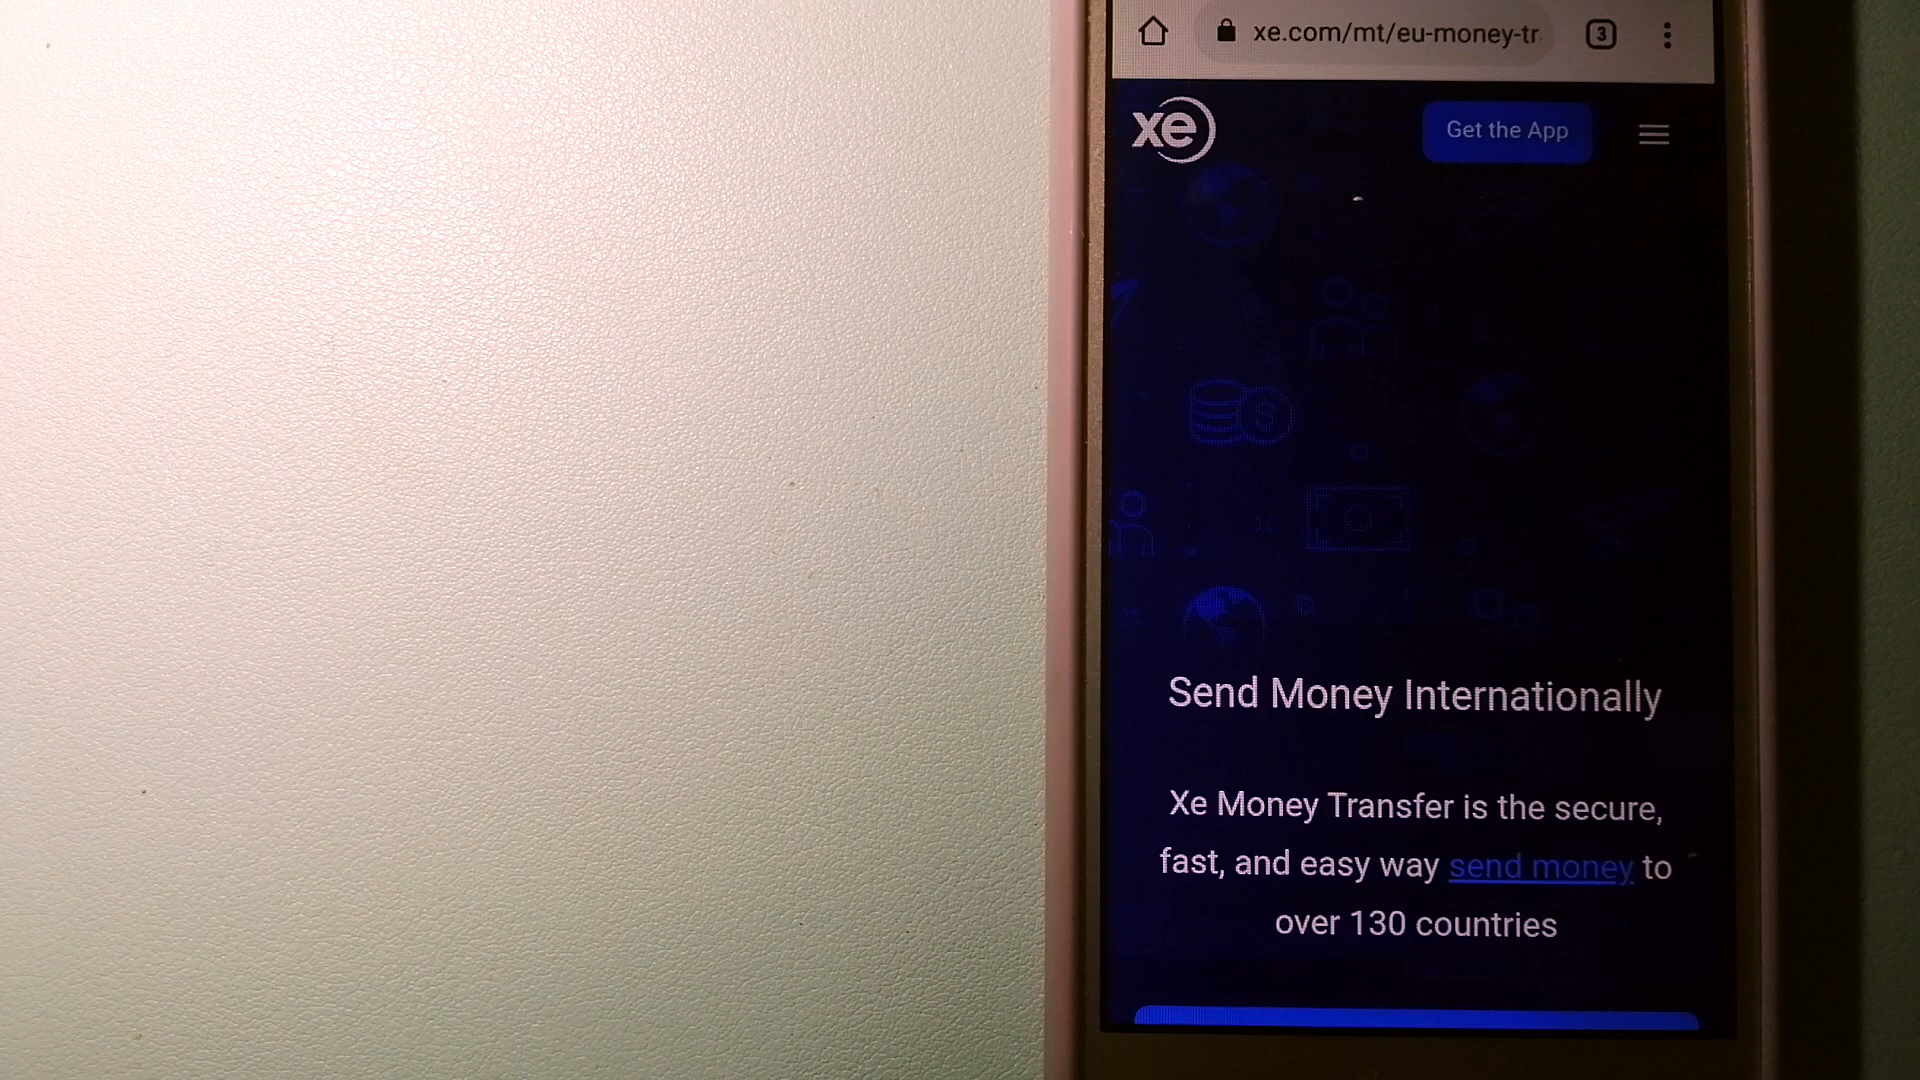 xe.com/mt/eu-money-tr
3
xe
Get the App
Send Money Internationally
Xe Money Transfer is the secure,
fast, and easy way send money to
over 130 countries